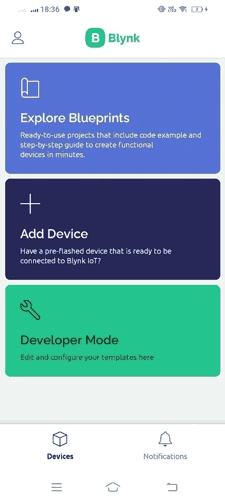 18:36
B Blynk
Explore Blueprints
Ready-to-use projects that include code example and
step-by-step guide to create functional
devices in minutes.
Add Device
Have a pre-flashed device that is ready to be
connected to Blynk IoT?
Developer Mode
Edit and configure your templates here
Devices
Notifications